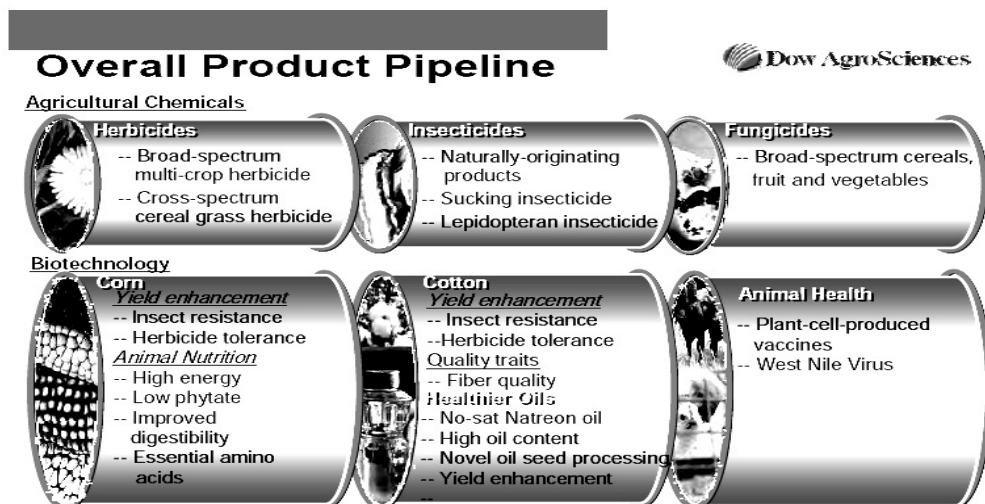 Overall Product Pipeline
Dow AgroSciences
Agricultural Chemicals
Herbicides
-- Broad-spectrum
multi-crop herbicide
-- Cross-spectrum
cereal grass herbicide
Insecticides
-- Naturally-originating
products
-- Sucking insecticide
-- Lepidopteran insecticide
Fungicides
-- Broad-spectrum cereals,
fruit and vegetables
Biotechnology
Corn
Yield enhancement
-- Insect resistance
-- Herbicide tolerance
Animal Nutrition
-- High energy
-- Low phytate
-- Improved
digestibility
-- Essential amino
acids
Cotton
Yield enhancement
-- Insect resistance
--Herbicide tolerance
Quality traits
-- Fiber quality
Healthier Oils
-- No-sat Natreon oil
-- High oil content
-- Novel oil seed processing
-- Yield enhancement
--
Animal Health
-- Plant-cell-produced
vaccines
-- West Nile Virus